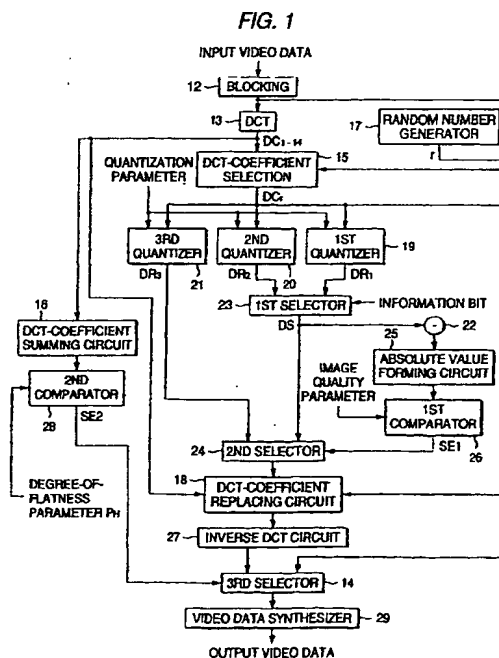 FIG. 1
INPUT VIDEO DATA
12
BLOCKING
13
DCT
17
RANDOM NUMBER
GENERATOR
r
DC1-14
QUANTIZATION
PARAMETER
DCT-COEFFICIENT
SELECTION
15
DCr
3RD
QUANTIZER
2ND
QUANTIZER
1ST
QUANTIZER
19
DR3
21
DR2
20
DR1
23
1ST SELECTOR
INFORMATION BIT
16
DCT-COEFFICIENT
SUMMING CIRCUIT
DS
-
22
25
ABSOLUTE VALUE
FORMING CIRCUIT
2ND
COMPARATOR
IMAGE
QUALITY
PARAMETER
1ST
COMPARATOR
28
SE2
SE1
26
24
2ND SELECTOR
DEGREE-OF-
FLATNESS
PARAMETER PH
18
DCT-COEFFICIENT
REPLACING CIRCUIT
27
INVERSE DCT CIRCUIT
3RD SELECTOR
14
VIDEO DATA SYNTHESIZER
29
OUTPUT VIDEO DATA